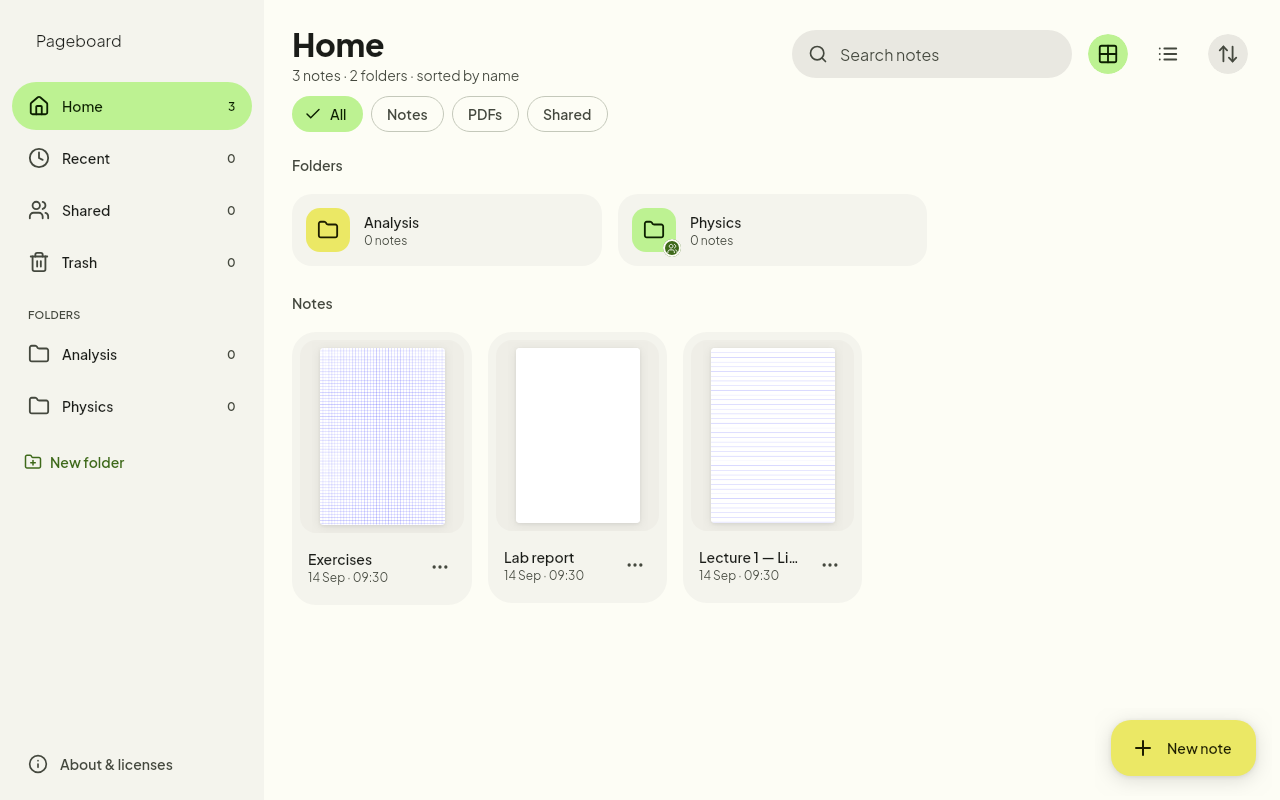 Pageboard
Home 3
Recent 0
Shared 0
Trash 0
FOLDERS
Analysis 0
Physics 0
New folder
About & licenses
Home
3 notes · 2 folders · sorted by name
Search notes
All
Notes
PDFs
Shared
Folders
Analysis
0 notes
Physics
0 notes
Notes
Exercises
14 Sep · 09:30
Lab report
14 Sep · 09:30
Lecture 1 — Li...
14 Sep · 09:30
New note